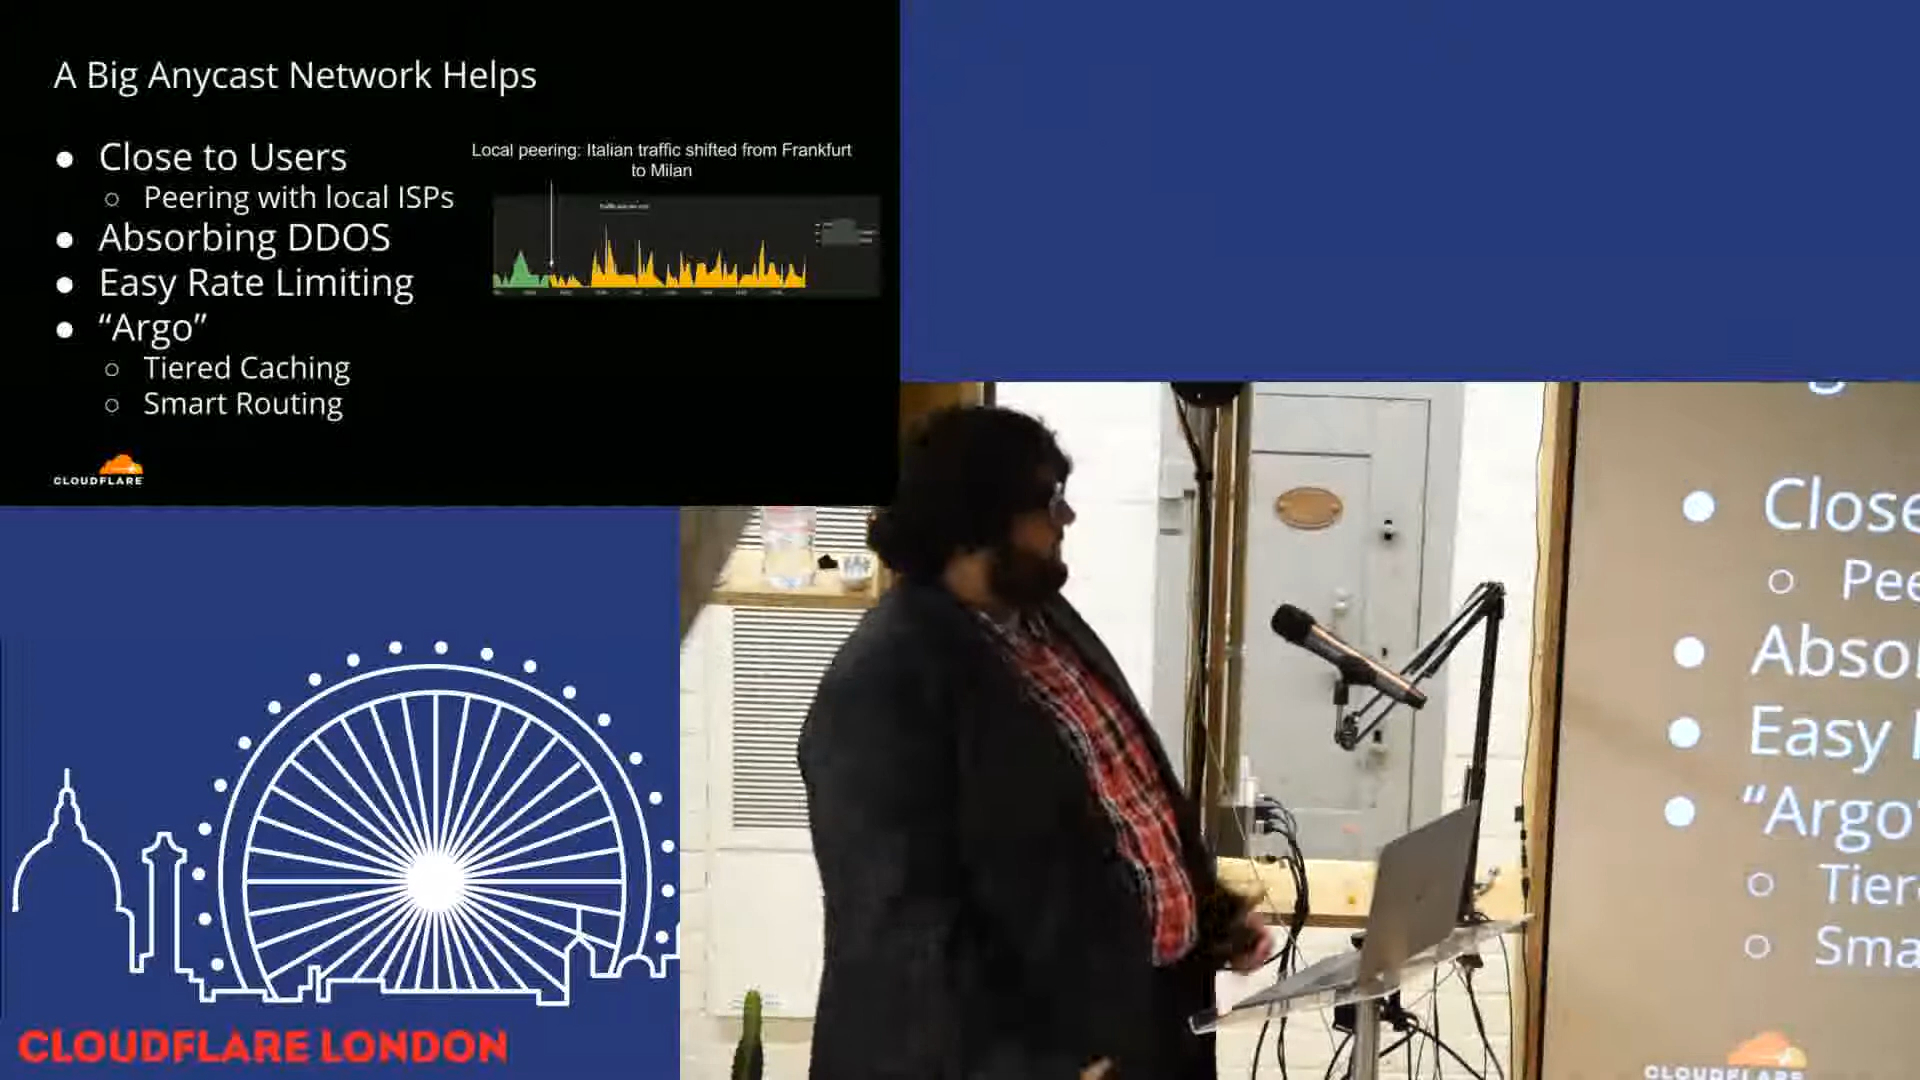 A Big Anycast Network Helps
● Close to Users
○ Peering with local ISPs
● Absorbing DDOS
● Easy Rate Limiting
● “Argo”
○ Tiered Caching
○ Smart Routing
Local peering: Italian traffic shifted from Frankfurt
to Milan
CLOUDFLARE
● Close
○ Pee
● Absor
● Easy
● “Argo”
○ Tier
○ Sma
CLOUDFLARE
CLOUDFLARE LONDON